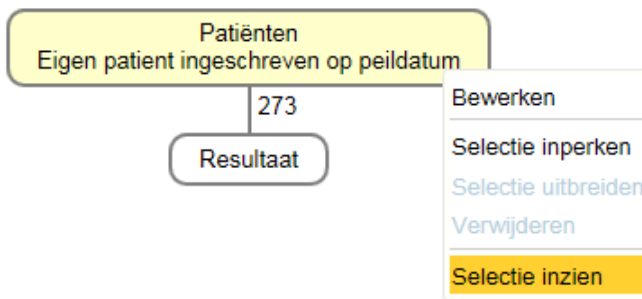 Patiënten
Eigen patient ingeschreven op peildatum
273
Resultaat
Bewerken
Selectie inperken
Selectie uitbreiden
Verwijderen
Selectie inzien